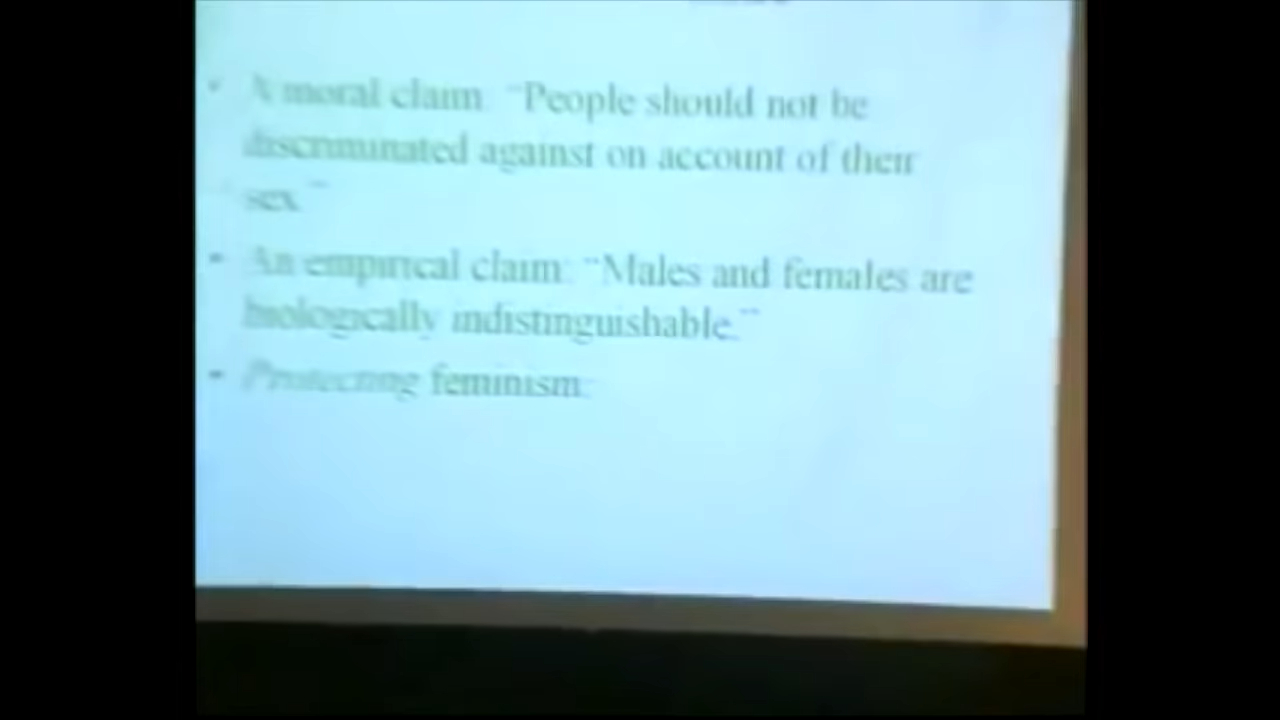 • A moral claim: "People should not be
discriminated against on account of their
sex."
• An empirical claim: "Males and females are
biologically indistinguishable."
• Protecting feminism: